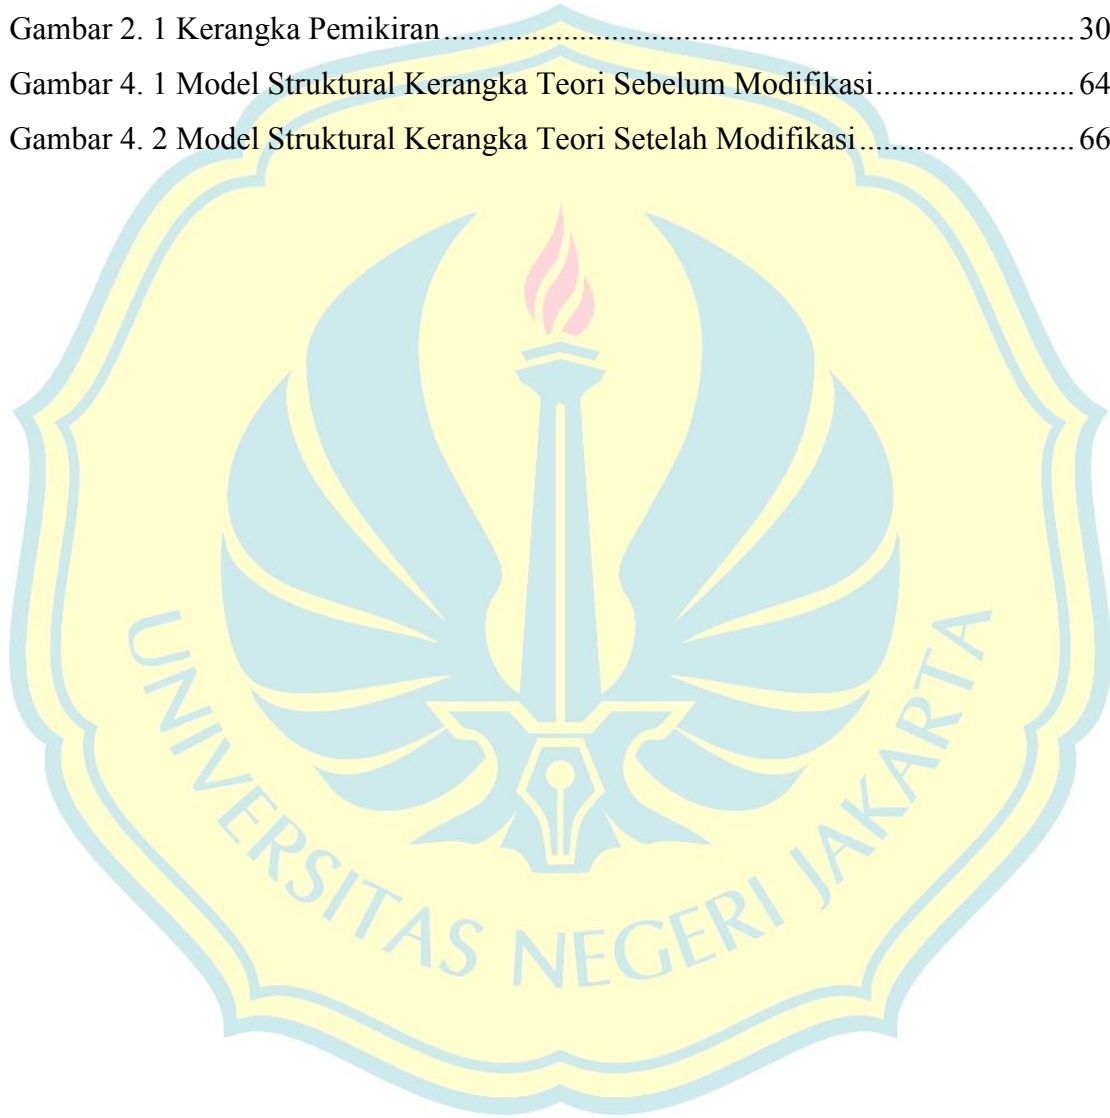 Gambar 2. 1 Kerangka Pemikiran.......................................................................................... 30
Gambar 4. 1 Model Struktural Kerangka Teori Sebelum Modifikasi......................... 64
Gambar 4. 2 Model Struktural Kerangka Teori Setelah Modifikasi........................... 66
UNIVERSITAS NEGERI JAKARTA